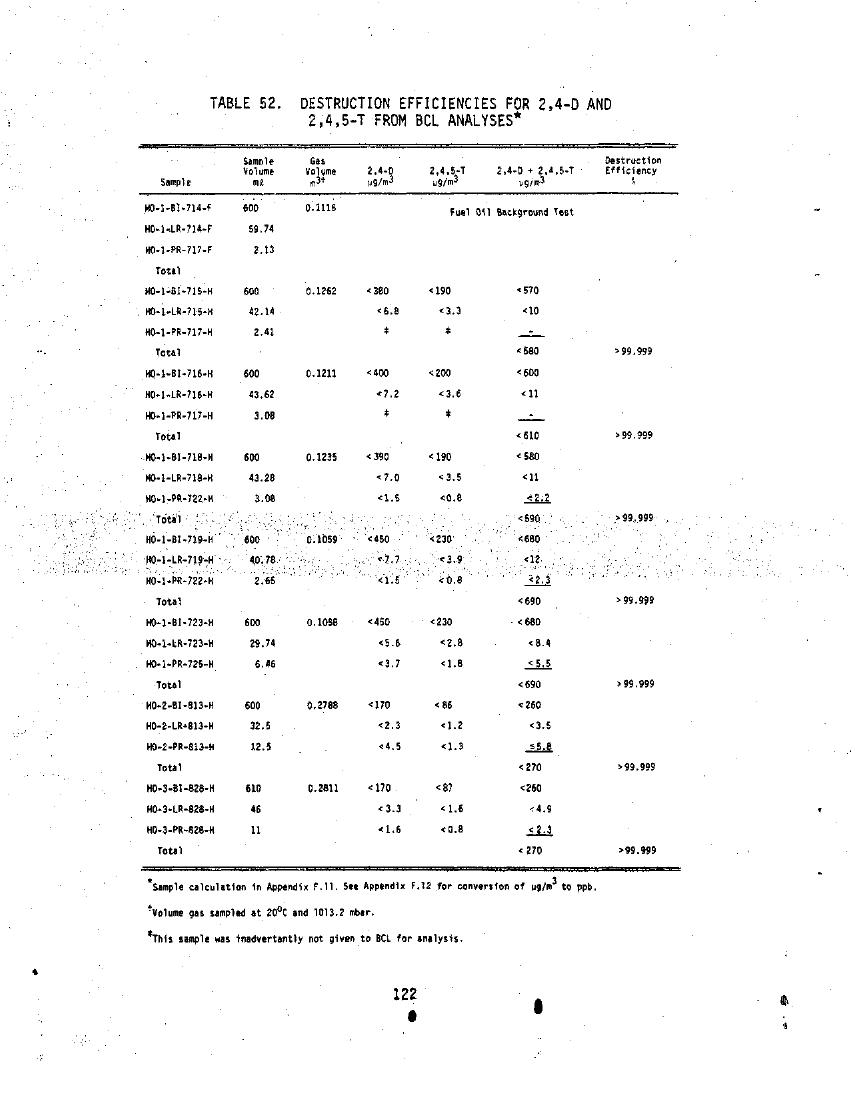 TABLE 52. DESTRUCTION EFFICIENCIES FOR 2,4-D AND
2,4,5-T FROM BCL ANALYSES*
Sample Gas Destruction
Volume Volume 2,4-D 2,4,5-T 2,4-D + 2,4,5-T Efficiency
Sample mℓ m³† µg/m³ µg/m³ µg/m³ %
HO-1-BI-714-F 600 0.1116 Fuel Oil Background Test
HO-1-LR-714-F 59.74
HO-1-PR-717-F 2.13
Total
HO-1-BI-715-H 600 0.1262 <380 <190 <570
HO-1-LR-715-H 42.14 <6.8 <3.3 <10
HO-1-PR-717-H 2.41 ‡ ‡ -
Total <580 >99.999
HO-1-BI-716-H 600 0.1211 <400 <200 <600
HO-1-LR-716-H 43.62 <7.2 <3.6 <11
HO-1-PR-717-H 3.08 ‡ ‡ -
Total <610 >99.999
HO-1-BI-718-H 600 0.1235 <390 <190 <580
HO-1-LR-718-H 43.28 <7.0 <3.5 <11
HO-1-PR-722-H 3.08 <1.5 <0.8 <2.2
Total <590 >99.999
HO-1-BI-719-H 600 0.1059 <450 <230 <680
HO-1-LR-719-H 40.78 <7.7 <3.9 <12
HO-1-PR-722-H 2.65 <1.5 <0.8 <2.3
Total <690 >99.999
HO-1-BI-723-H 600 0.1058 <450 <230 <680
HO-1-LR-723-H 29.74 <5.6 <2.8 <8.4
HO-1-PR-725-H 6.46 <3.7 <1.8 <5.5
Total <690 >99.999
HO-2-BI-813-H 600 0.2788 <170 <86 <260
HO-2-LR-813-H 32.5 <2.3 <1.2 <3.5
HO-2-PR-813-H 12.5 <4.5 <1.3 <5.8
Total <270 >99.999
HO-3-BI-828-H 610 0.2811 <170 <87 <260
HO-3-LR-828-H 46 <3.3 <1.6 <4.9
HO-3-PR-828-H 11 <1.6 <0.8 <2.3
Total <270 >99.999
*Sample calculation in Appendix F.11. See Appendix F.12 for conversion of ug/m³ to ppb.
†Volume gas sampled at 20⁰C and 1013.2 mbar.
‡This sample was inadvertantly not given to BCL for analysis.
122